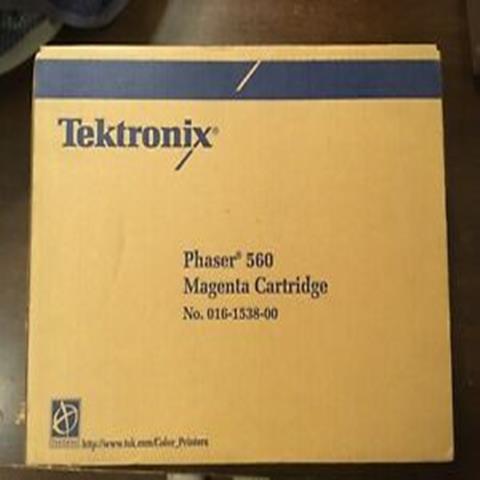 Tektronix®
Phaser® 560
Magenta Cartridge
No. 016-1538-00
http://www.tek.com/Color_Printers